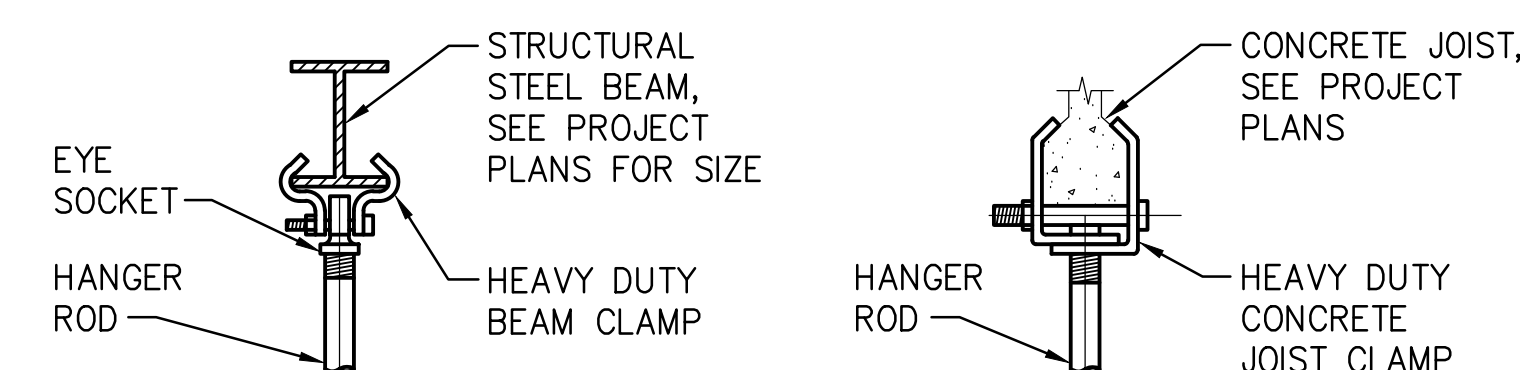 STRUCTURAL
STEEL BEAM,
SEE PROJECT
PLANS FOR SIZE
EYE
SOCKET
HANGER
ROD
HEAVY DUTY
BEAM CLAMP
CONCRETE JOIST,
SEE PROJECT
PLANS
HANGER
ROD
HEAVY DUTY
CONCRETE
JOIST CLAMP